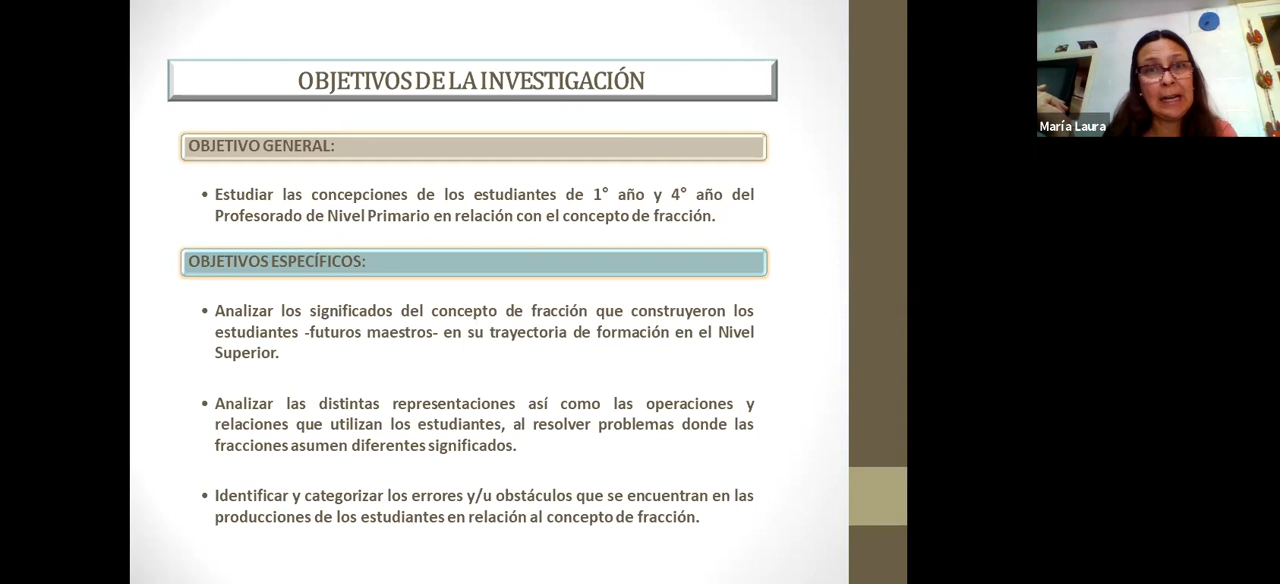 OBJETIVOS DE LA INVESTIGACIÓN
María Laura
OBJETIVO GENERAL:
• Estudiar las concepciones de los estudiantes de 1° año y 4° año del
Profesorado de Nivel Primario en relación con el concepto de fracción.
OBJETIVOS ESPECÍFICOS:
• Analizar los significados del concepto de fracción que construyeron los
estudiantes -futuros maestros- en su trayectoria de formación en el Nivel
Superior.
• Analizar las distintas representaciones así como las operaciones y
relaciones que utilizan los estudiantes, al resolver problemas donde las
fracciones asumen diferentes significados.
• Identificar y categorizar los errores y/u obstáculos que se encuentran en las
producciones de los estudiantes en relación al concepto de fracción.